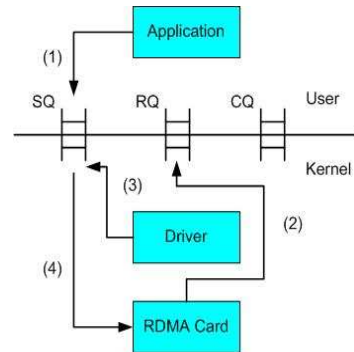 Application
(1)
SQ
RQ
CQ
User
Kernel
(3)
(2)
Driver
(4)
RDMA Card